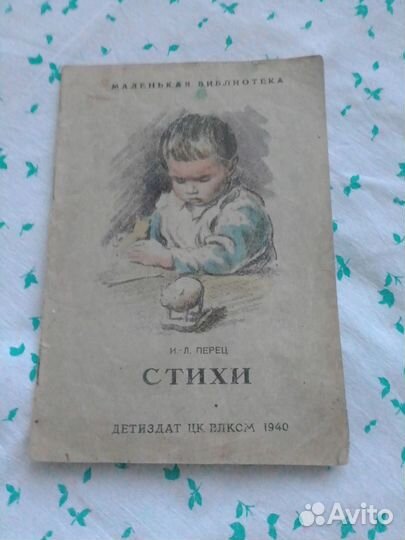 МАЛЕНЬКАЯ БИБЛИОТЕКА
И.-Л. ПЕРЕЦ
СТИХИ
ДЕТИЗДАТ ЦК ВЛКСМ 1940
Avito